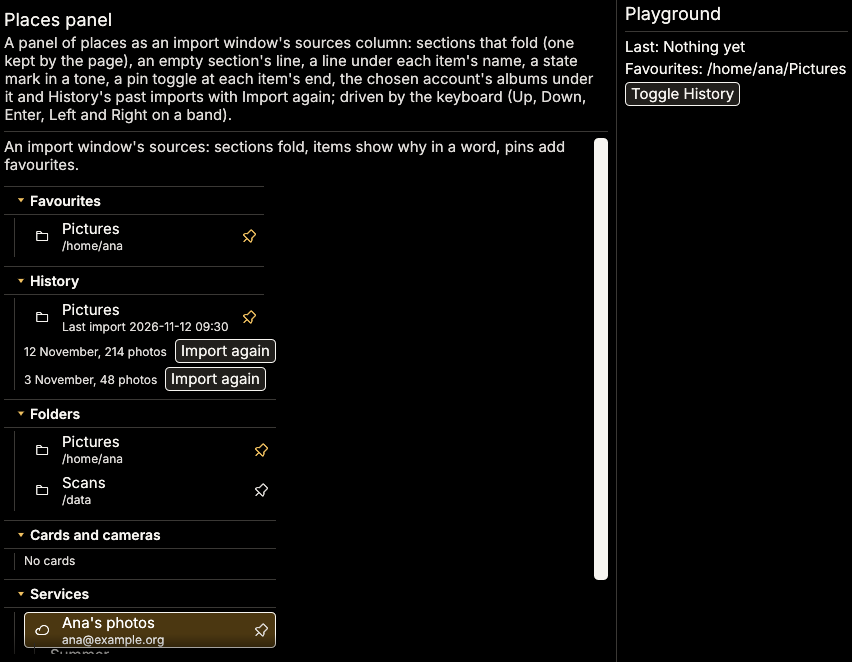 Places panel
A panel of places as an import window's sources column: sections that fold (one
kept by the page), an empty section's line, a line under each item's name, a state
mark in a tone, a pin toggle at each item's end, the chosen account's albums under
it and History's past imports with Import again; driven by the keyboard (Up, Down,
Enter, Left and Right on a band).
An import window's sources: sections fold, items show why in a word, pins add
favourites.
Favourites
Pictures
/home/ana
History
Pictures
Last import 2026-11-12 09:30
12 November, 214 photos Import again
3 November, 48 photos Import again
Folders
Pictures
/home/ana
Scans
/data
Cards and cameras
No cards
Services
Ana's photos
ana@example.org
Summer
Playground
Last: Nothing yet
Favourites: /home/ana/Pictures
Toggle History